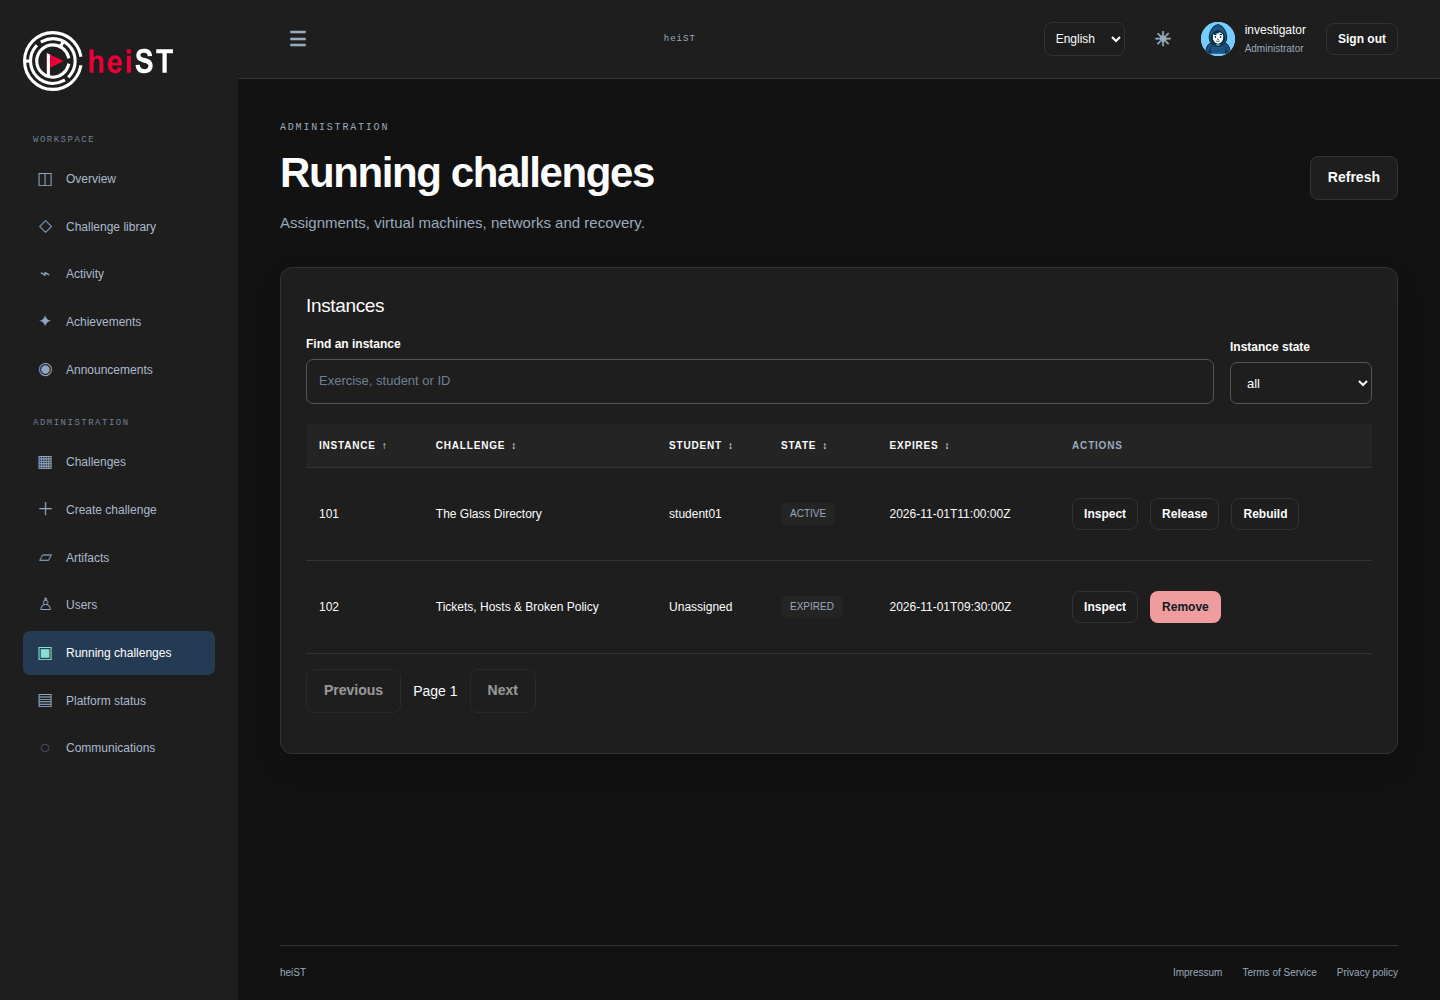 heiST
WORKSPACE
Overview
Challenge library
Activity
Achievements
Announcements
ADMINISTRATION
Challenges
Create challenge
Artifacts
Users
Running challenges
Platform status
Communications
heiST
English
investigator
Administrator
Sign out
ADMINISTRATION
Running challenges
Refresh
Assignments, virtual machines, networks and recovery.
Instances
Find an instance
Instance state
Exercise, student or ID
all
INSTANCE ↑ CHALLENGE ↕ STUDENT ↕ STATE ↕ EXPIRES ↕ ACTIONS
101 The Glass Directory student01 ACTIVE 2026-11-01T11:00:00Z Inspect Release Rebuild
102 Tickets, Hosts & Broken Policy Unassigned EXPIRED 2026-11-01T09:30:00Z Inspect Remove
Previous Page 1 Next
heiST
Impressum Terms of Service Privacy policy